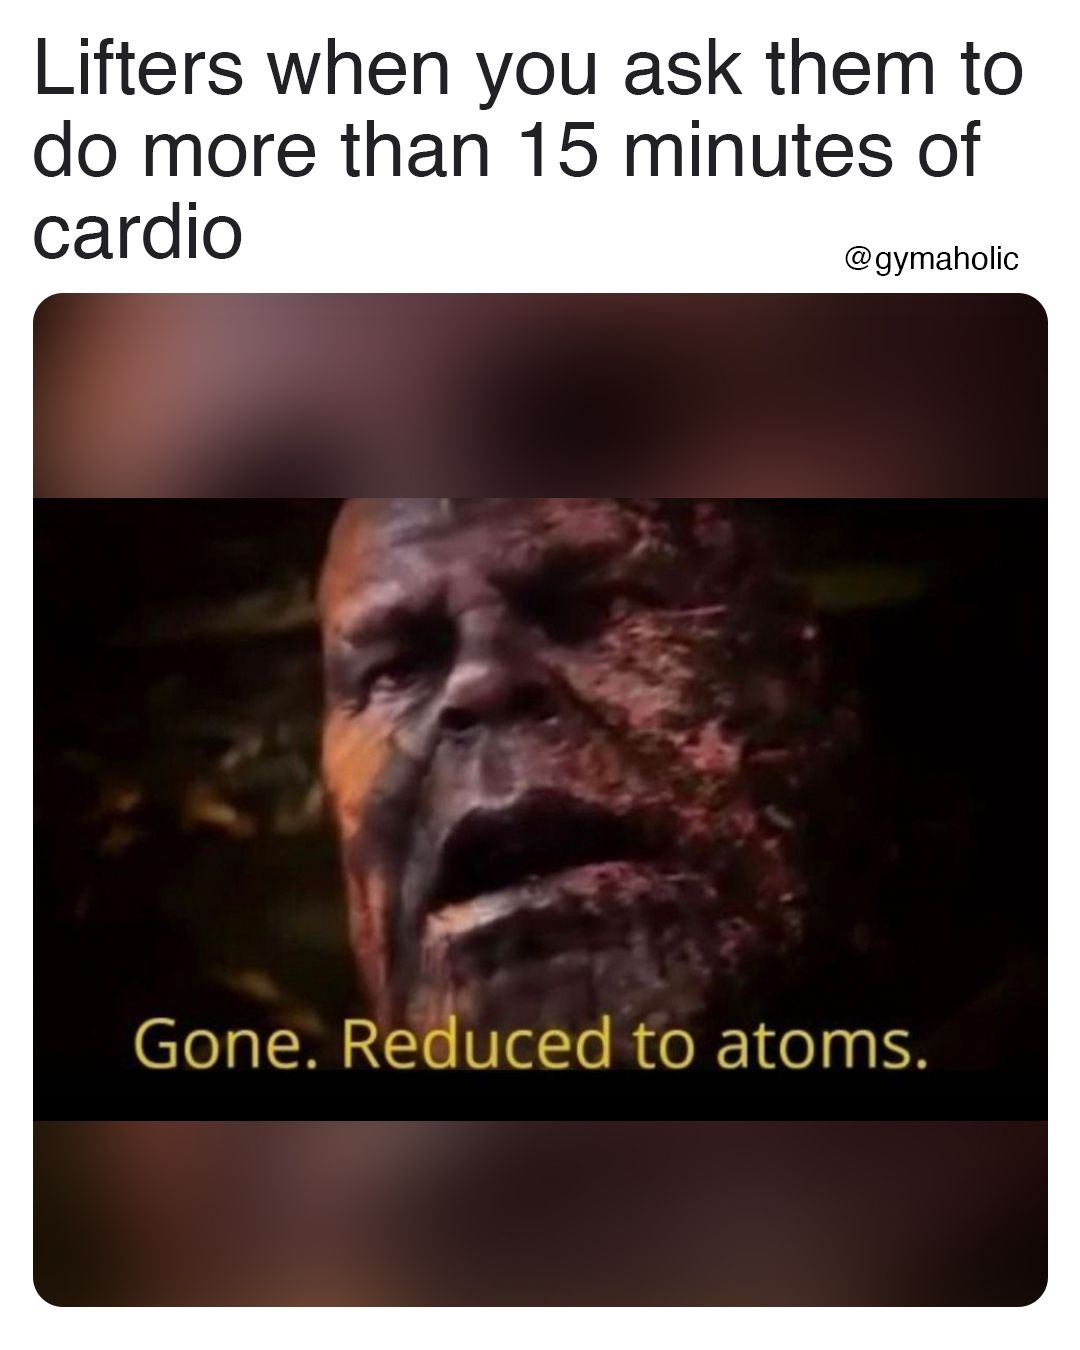 Lifters when you ask them to
do more than 15 minutes of
cardio
@gymaholic
Gone. Reduced to atoms.